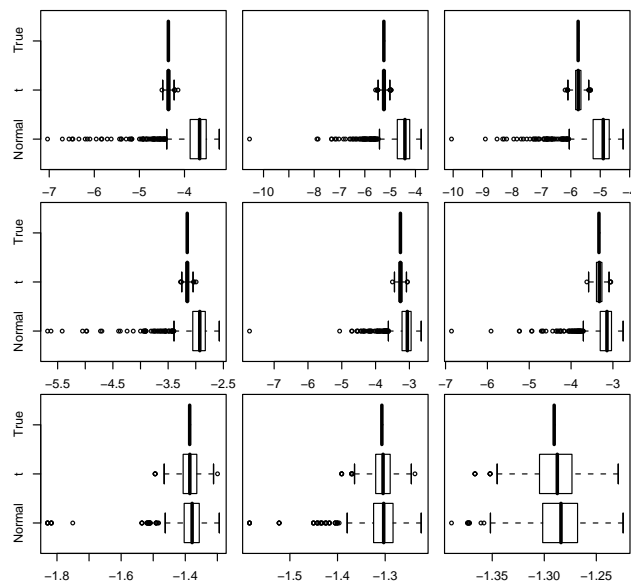 True
t
Normal
−7 −6 −5 −4
−10 −8 −7 −6 −5 −4
−10 −9 −8 −7 −6 −5 −4
True
t
Normal
−5.5 −4.5 −3.5 −2.5
−7 −6 −5 −4 −3
−7 −6 −5 −4 −3
True
t
Normal
−1.8 −1.6 −1.4
−1.5 −1.4 −1.3
−1.35 −1.30 −1.25